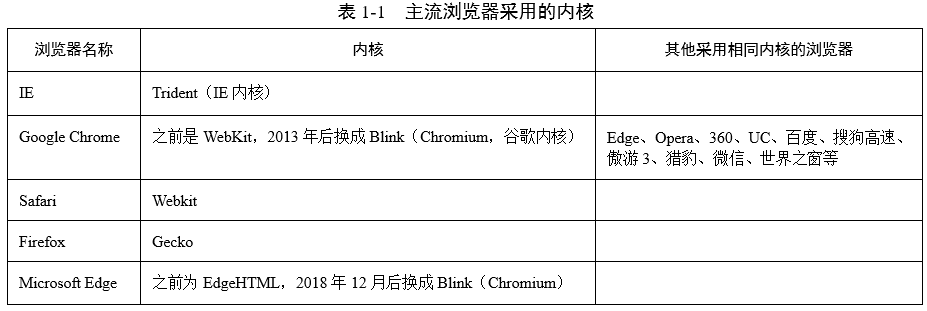 表 1-1 主流浏览器采用的内核
浏览器名称 内核 其他采用相同内核的浏览器
IE Trident（IE 内核）
Google Chrome 之前是 WebKit，2013 年后换成 Blink（Chromium，谷歌内核） Edge、Opera、360、UC、百度、搜狗高速、
傲游 3、猎豹、微信、世界之窗等
Safari Webkit
Firefox Gecko
Microsoft Edge 之前为 EdgeHTML，2018 年 12 月后换成 Blink（Chromium）